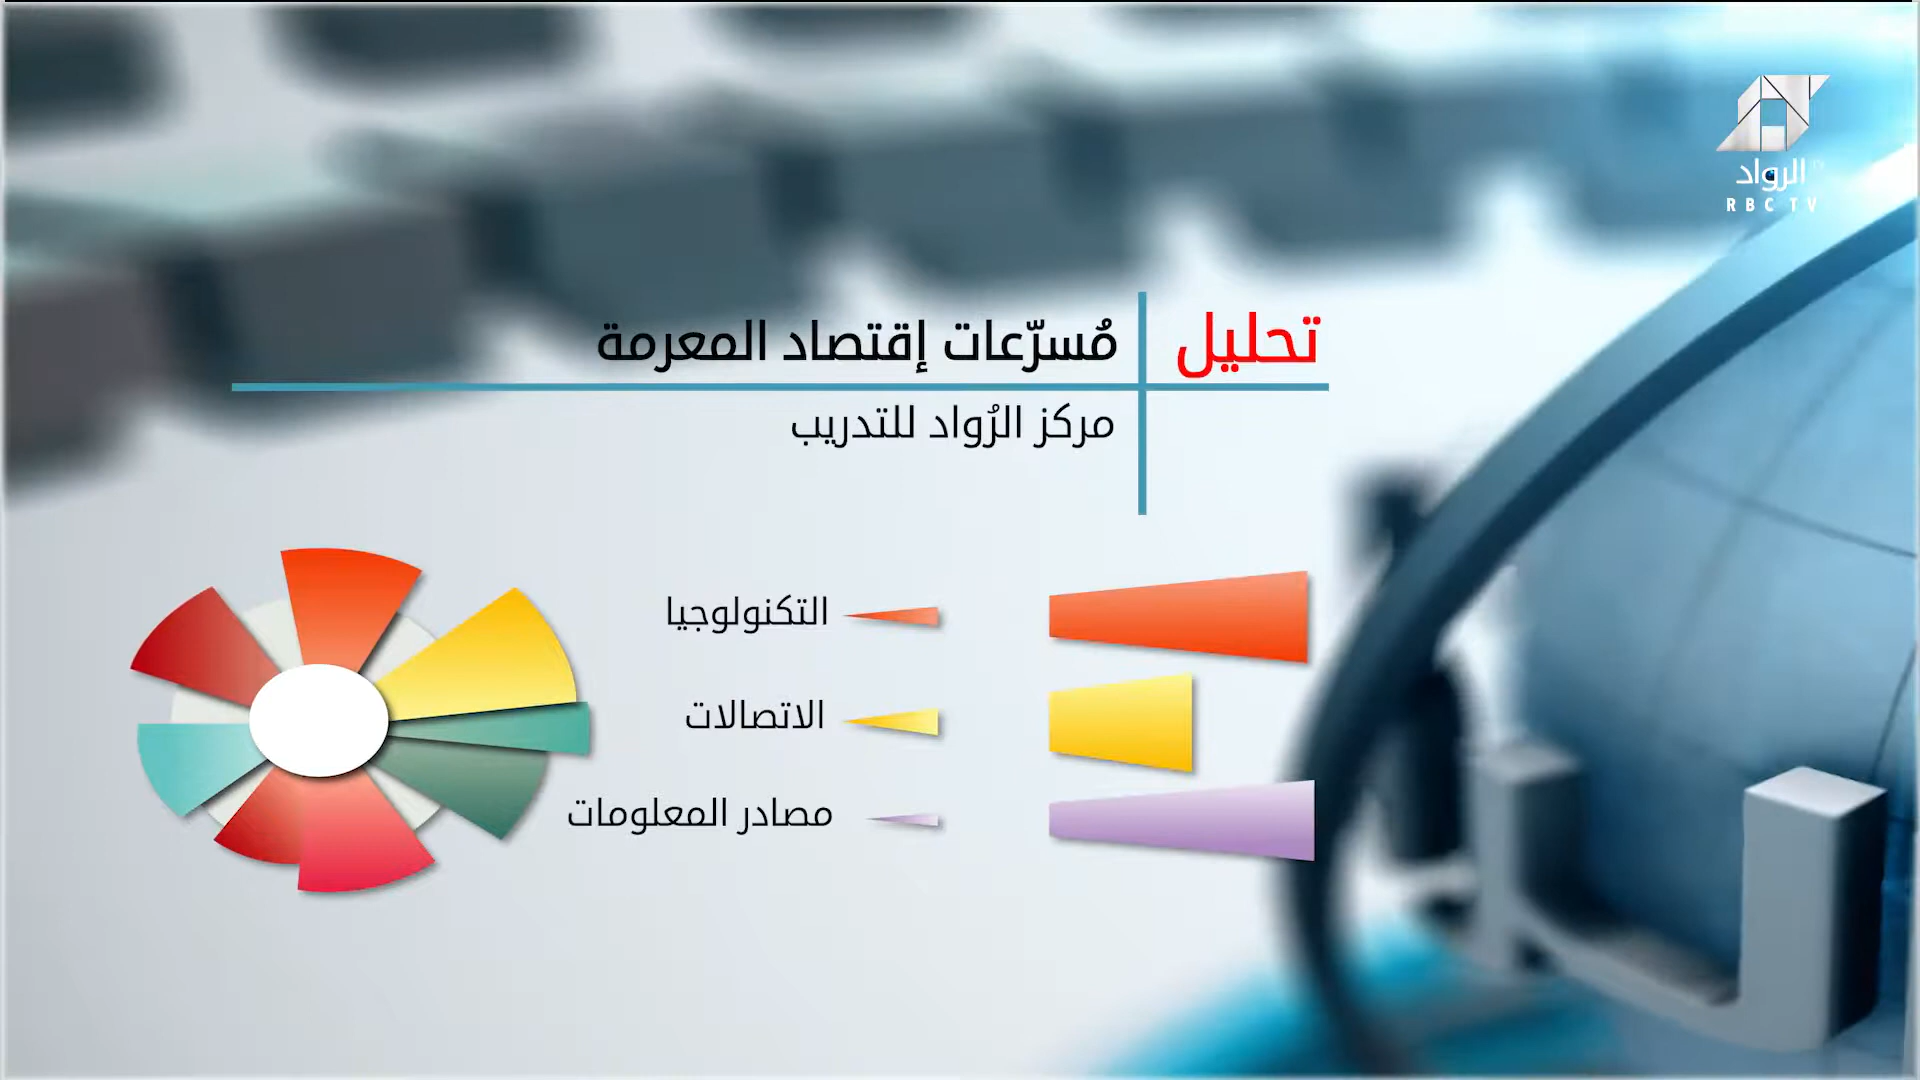 الرواد
RBC TV
تحليل
مُسرّعات إقتصاد المعرمة
مركز الرُواد للتدريب
التكنولوجيا
الاتصالات
مصادر المعلومات